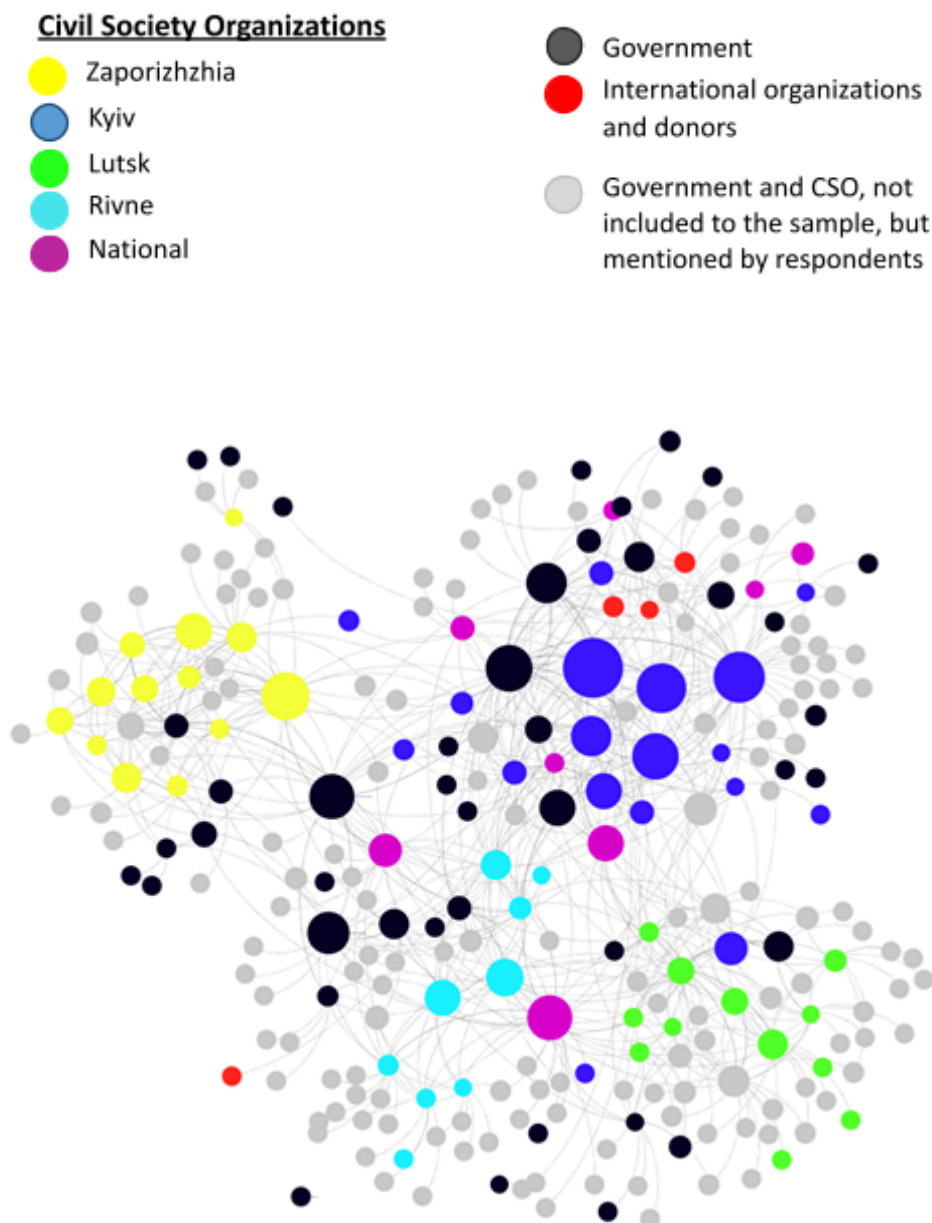 Civil Society Organizations
Zaporizhzhia
Kyiv
Lutsk
Rivne
National
Government
International organizations
and donors
Government and CSO, not
included to the sample, but
mentioned by respondents